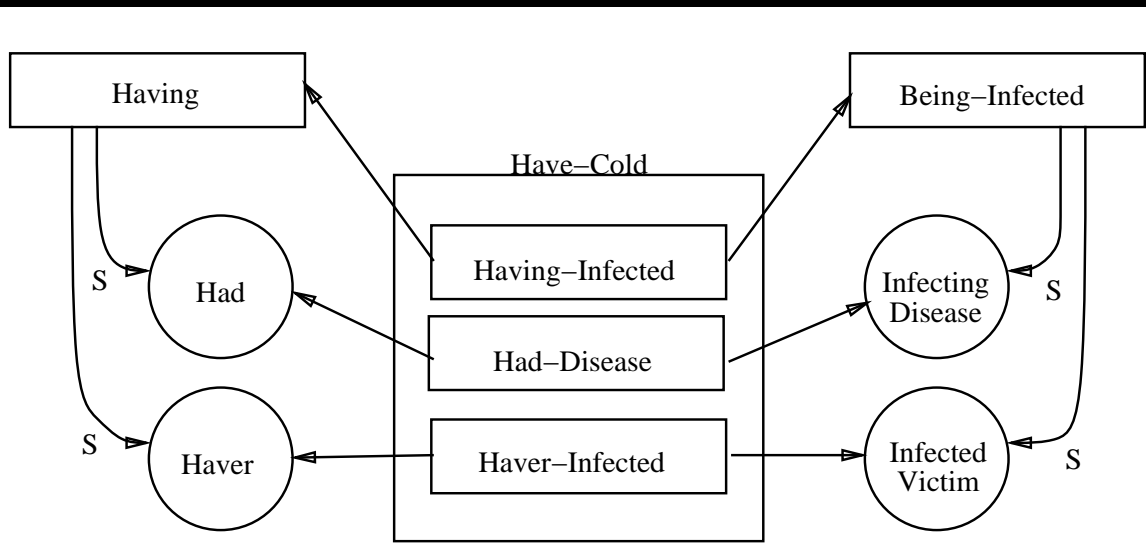 Having
Being−Infected
Have−Cold
Having−Infected
S
Had
Infecting
Disease
S
Had−Disease
S
Haver
Haver−Infected
Infected
Victim
S